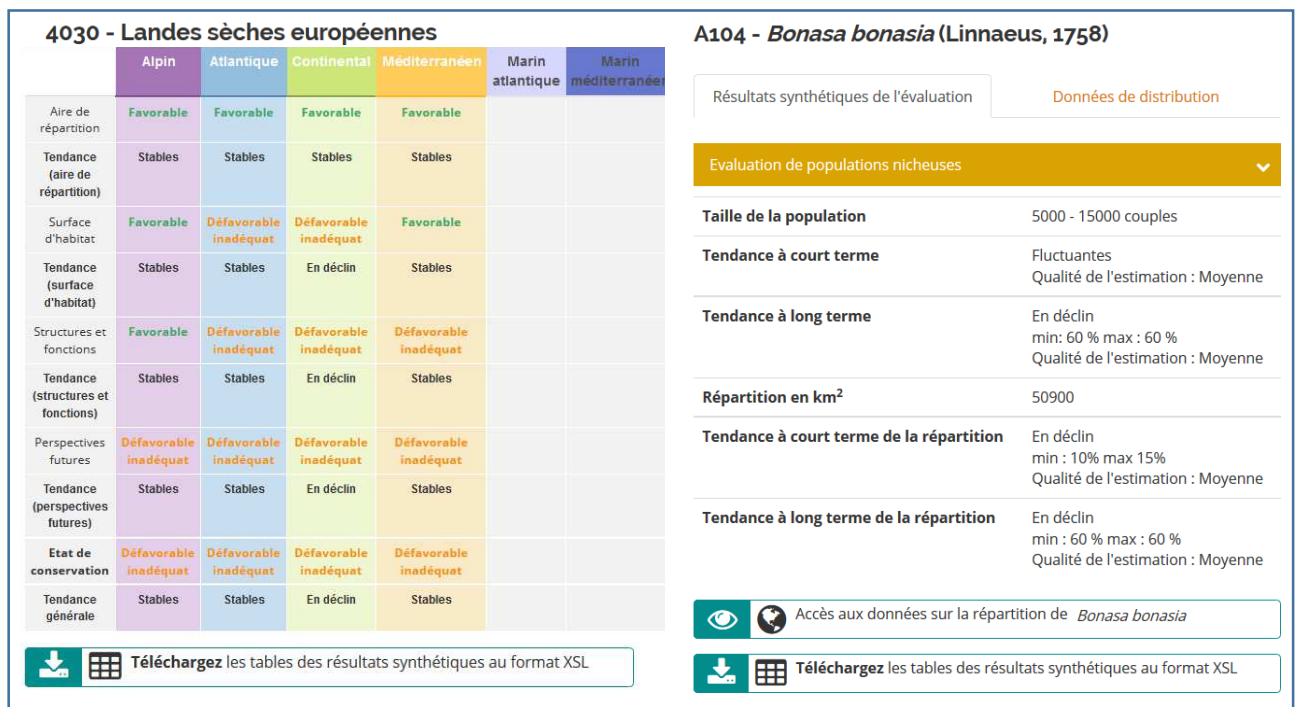 4030 - Landes sèches européennes
Alpin Atlantique Continental Méditerranéen Marin atlantique Marin méditerranéen
Aire de répartition Favorable Favorable Favorable Favorable
Tendance (aire de répartition) Stables Stables Stables Stables
Surface d'habitat Favorable Défavorable inadéquat Défavorable inadéquat Favorable
Tendance (surface d'habitat) Stables Stables En déclin Stables
Structures et fonctions Favorable Défavorable inadéquat Défavorable inadéquat Défavorable inadéquat
Tendance (structures et fonctions) Stables Stables En déclin Stables
Perspectives futures Défavorable inadéquat Défavorable inadéquat Défavorable inadéquat Défavorable inadéquat
Tendance (perspectives futures) Stables Stables En déclin Stables
Etat de conservation Défavorable inadéquat Défavorable inadéquat Défavorable inadéquat Défavorable inadéquat
Tendance générale Stables Stables En déclin Stables
Téléchargez les tables des résultats synthétiques au format XSL
A104 - Bonasa bonasia (Linnaeus, 1758)
Résultats synthétiques de l'évaluation Données de distribution
Evaluation de populations nicheuses
Taille de la population 5000 - 15000 couples
Tendance à court terme Fluctuantes
Qualité de l'estimation : Moyenne
Tendance à long terme En déclin
min: 60 % max : 60 %
Qualité de l'estimation : Moyenne
Répartition en km² 50900
Tendance à court terme de la répartition En déclin
min : 10% max 15%
Qualité de l'estimation : Moyenne
Tendance à long terme de la répartition En déclin
min : 60 % max : 60 %
Qualité de l'estimation : Moyenne
Accès aux données sur la répartition de Bonasa bonasia
Téléchargez les tables des résultats synthétiques au format XSL